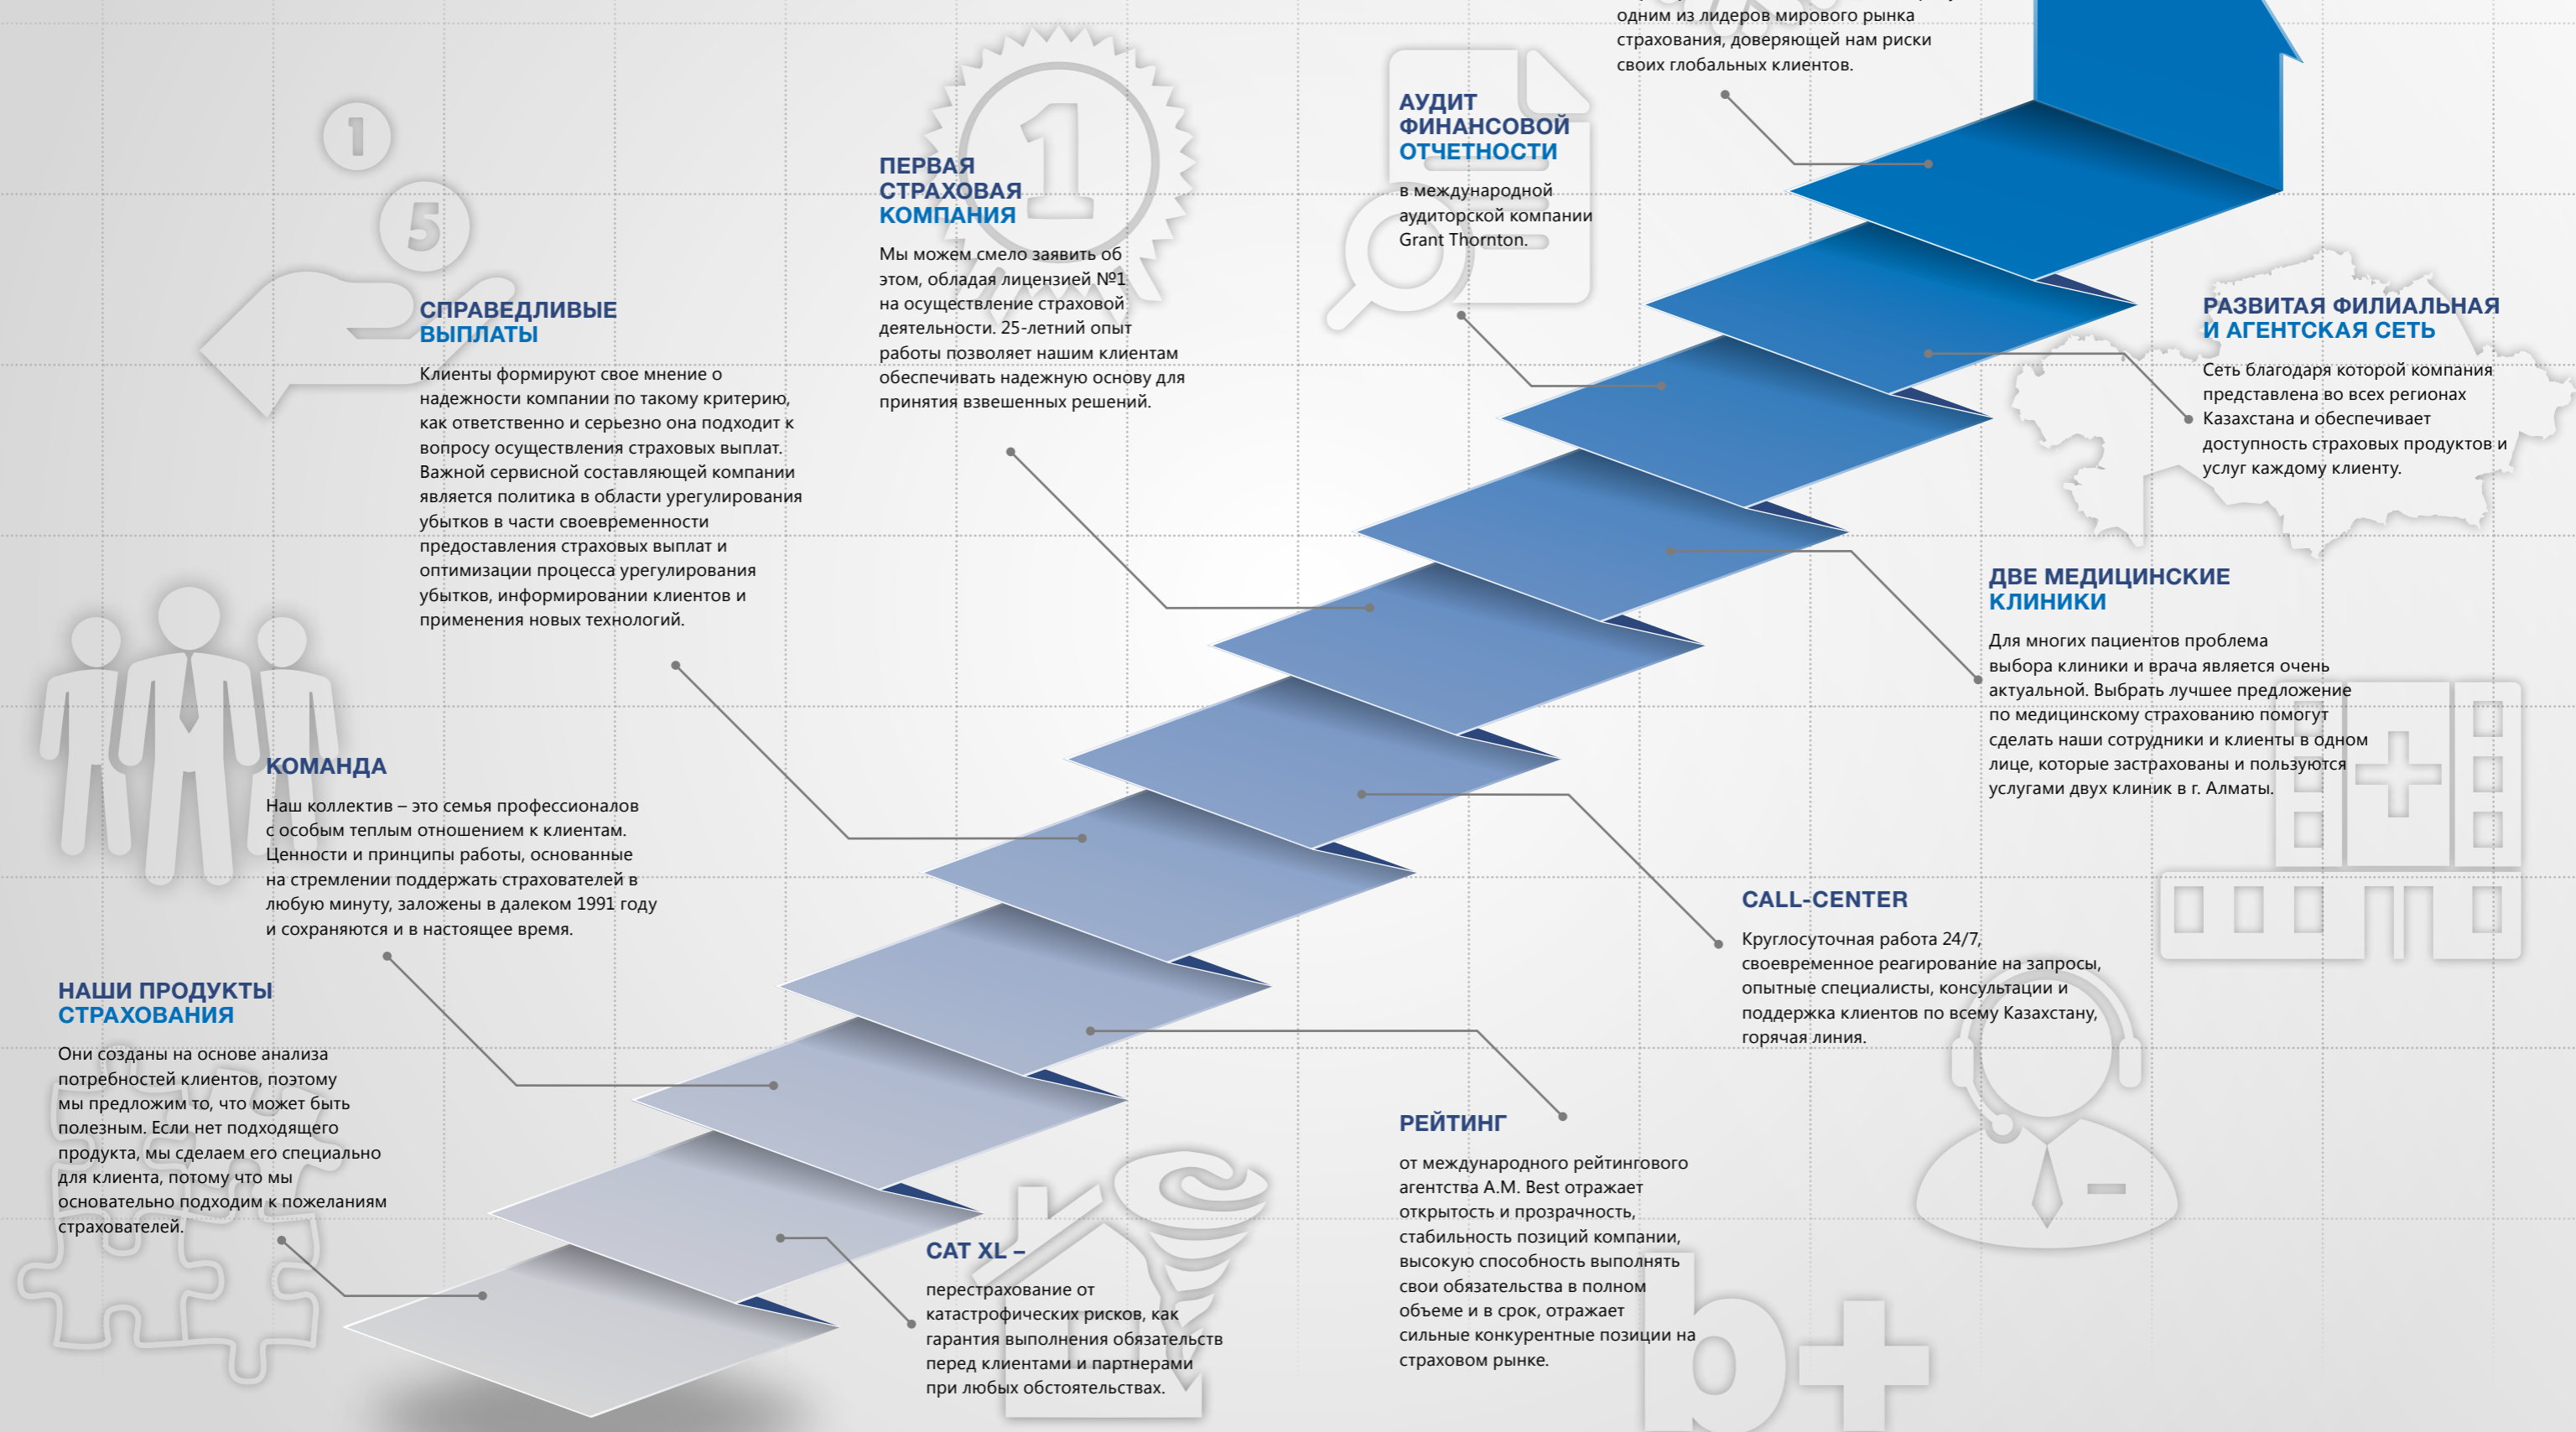 одним из лидеров мирового рынка
страхования, доверяющей нам риски
своих глобальных клиентов.
АУДИТ
ФИНАНСОВОЙ
ОТЧЕТНОСТИ
в международной
аудиторской компании
Grant Thornton.
1
5
1
ПЕРВАЯ
СТРАХОВАЯ
КОМПАНИЯ
Мы можем смело заявить об
этом, обладая лицензией №1
на осуществление страховой
деятельности. 25-летний опыт
работы позволяет нашим клиентам
обеспечивать надежную основу для
принятия взвешенных решений.
СПРАВЕДЛИВЫЕ
ВЫПЛАТЫ
Клиенты формируют свое мнение о
надежности компании по такому критерию,
как ответственно и серьезно она подходит к
вопросу осуществления страховых выплат.
Важной сервисной составляющей компании
является политика в области урегулирования
убытков в части своевременности
предоставления страховых выплат и
оптимизации процесса урегулирования
убытков, информировании клиентов и
применения новых технологий.
РАЗВИТАЯ ФИЛИАЛЬНАЯ
И АГЕНТСКАЯ СЕТЬ
Сеть благодаря которой компания
представлена во всех регионах
Казахстана и обеспечивает
доступность страховых продуктов и
услуг каждому клиенту.
ДВЕ МЕДИЦИНСКИЕ
КЛИНИКИ
Для многих пациентов проблема
выбора клиники и врача является очень
актуальной. Выбрать лучшее предложение
по медицинскому страхованию помогут
сделать наши сотрудники и клиенты в одном
лице, которые застрахованы и пользуются
услугами двух клиник в г. Алматы.
КОМАНДА
Наш коллектив – это семья профессионалов
с особым теплым отношением к клиентам.
Ценности и принципы работы, основанные
на стремлении поддержать страхователей в
любую минуту, заложены в далеком 1991 году
и сохраняются и в настоящее время.
CALL-CENTER
Круглосуточная работа 24/7,
своевременное реагирование на запросы,
опытные специалисты, консультации и
поддержка клиентов по всему Казахстану,
горячая линия.
НАШИ ПРОДУКТЫ
СТРАХОВАНИЯ
Они созданы на основе анализа
потребностей клиентов, поэтому
мы предложим то, что может быть
полезным. Если нет подходящего
продукта, мы сделаем его специально
для клиента, потому что мы
основательно подходим к пожеланиям
страхователей.
РЕЙТИНГ
от международного рейтингового
агентства A.M. Best отражает
открытость и прозрачность,
стабильность позиций компании,
высокую способность выполнять
свои обязательства в полном
объеме и в срок, отражает
сильные конкурентные позиции на
страховом рынке.
b+
CAT XL –
перестрахование от
катастрофических рисков, как
гарантия выполнения обязательств
перед клиентами и партнерами
при любых обстоятельствах.